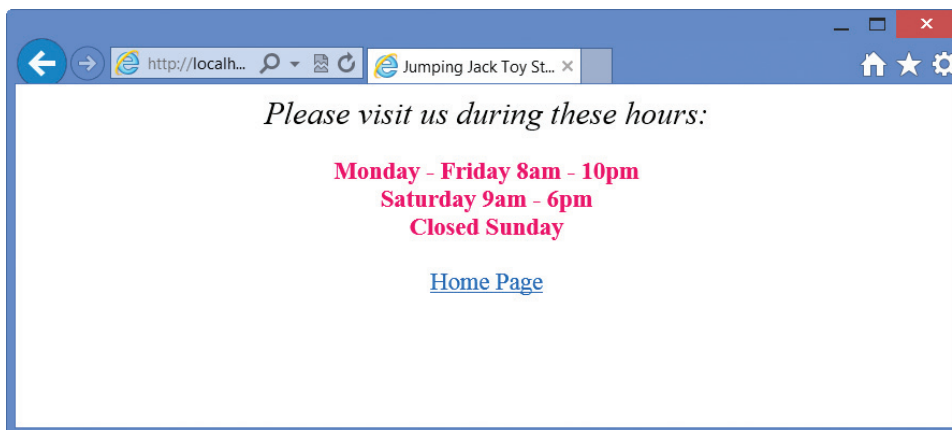 http://localh...
Jumping Jack Toy St...
Please visit us during these hours:
Monday - Friday 8am - 10pm
Saturday 9am - 6pm
Closed Sunday
Home Page